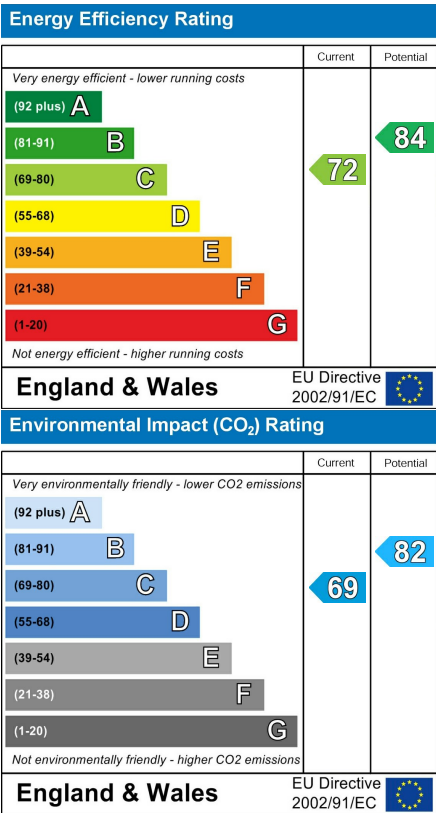 Energy Efficiency Rating
Current Potential
Very energy efficient - lower running costs
(92 plus) A
(81-91) B
84
(69-80) C
72
(55-68) D
(39-54) E
(21-38) F
(1-20) G
Not energy efficient - higher running costs
England & Wales
EU Directive
2002/91/EC
Environmental Impact (CO₂) Rating
Current Potential
Very environmentally friendly - lower CO2 emissions
(92 plus) A
(81-91) B
82
(69-80) C
69
(55-68) D
(39-54) E
(21-38) F
(1-20) G
Not environmentally friendly - higher CO2 emissions
England & Wales
EU Directive
2002/91/EC